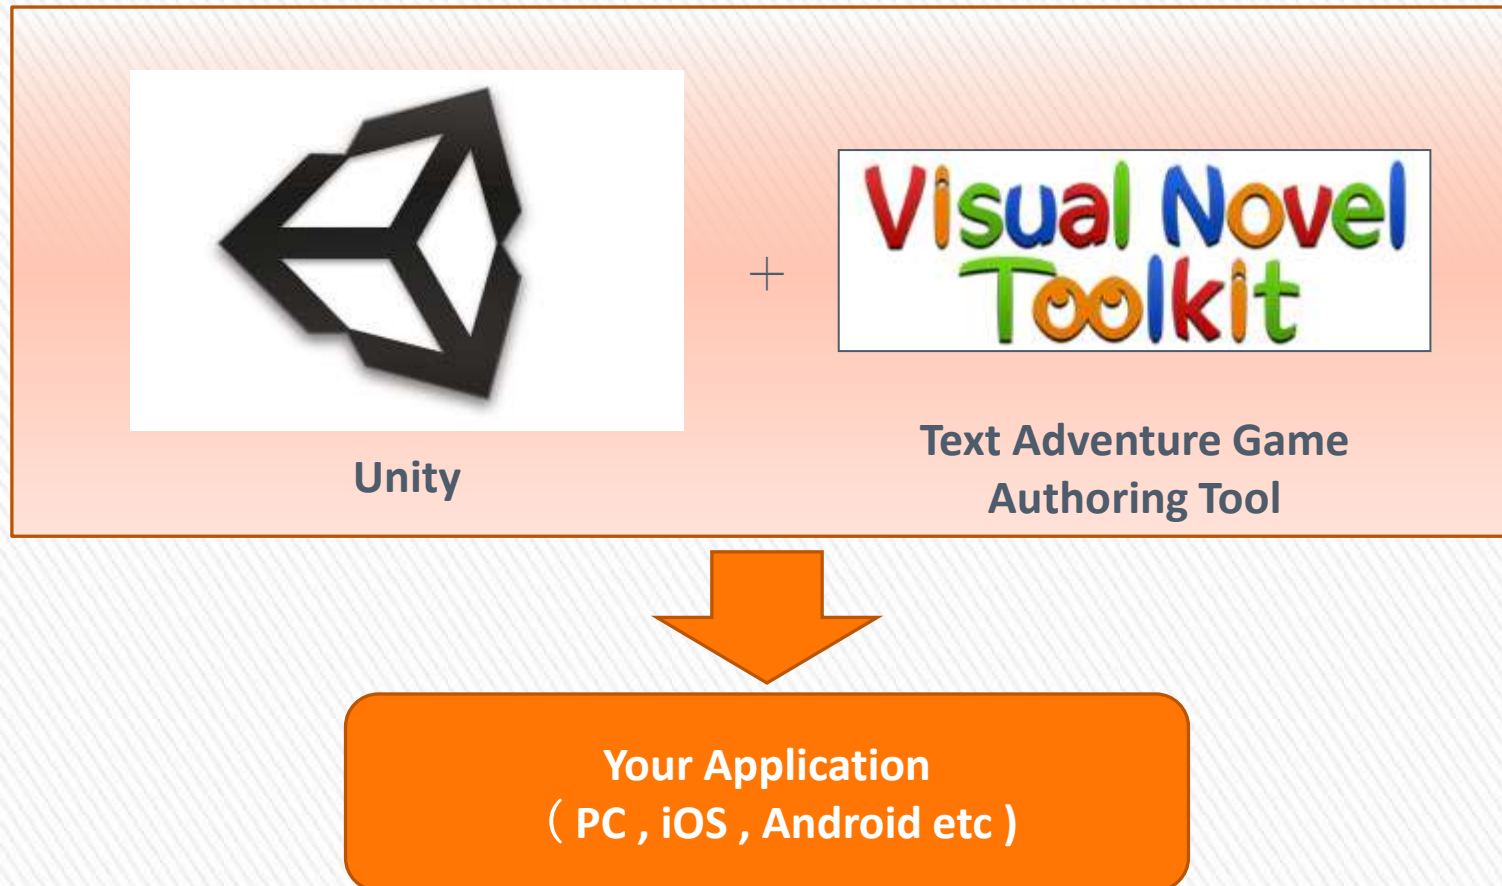 Visual Novel
Toolkit
+
Unity
Text Adventure Game
Authoring Tool
Your Application
（ PC , iOS , Android etc )